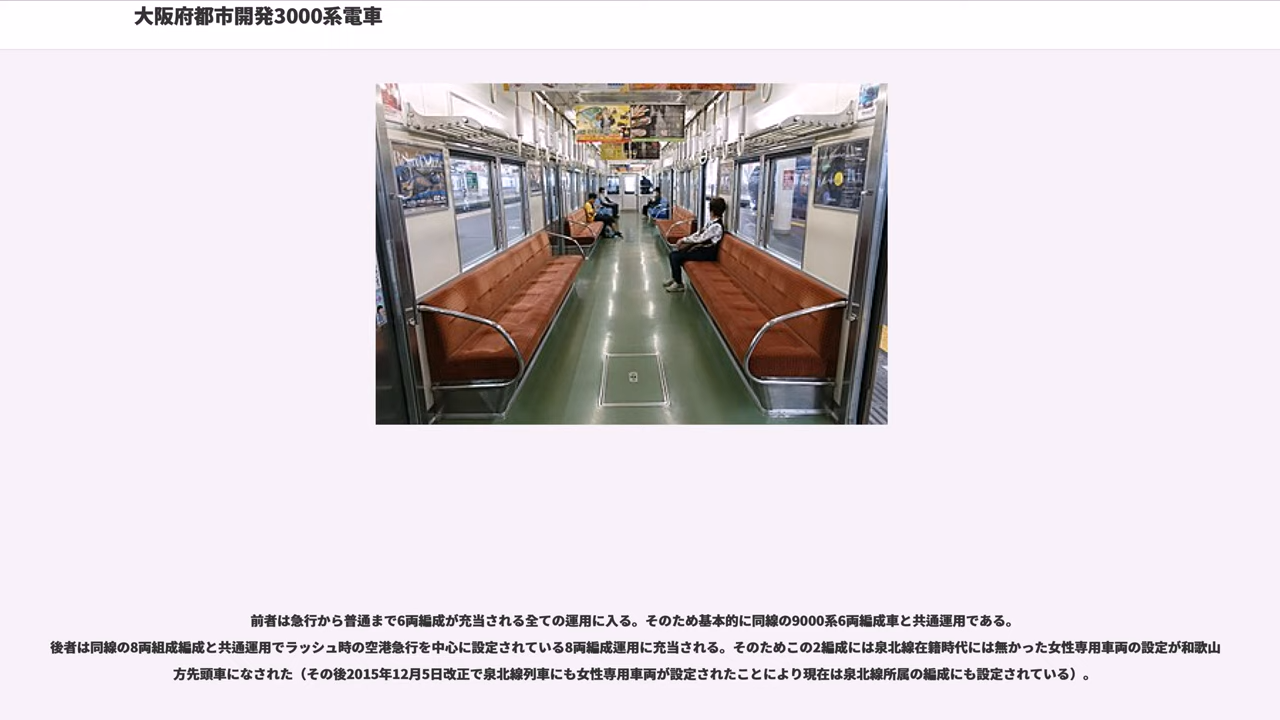 大阪府都市開発3000系電車
前者は急行から普通まで6両編成が充当される全ての運用に入る。そのため基本的に同線の9000系6両編成車と共通運用である。
後者は同線の8両組成編成と共通運用でラッシュ時の空港急行を中心に設定されている8両編成運用に充当される。そのためこの2編成には泉北線在籍時代には無かった女性専用車両の設定が和歌山
方先頭車になされた（その後2015年12月5日改正で泉北線列車にも女性専用車両が設定されたことにより現在は泉北線所属の編成にも設定されている）。